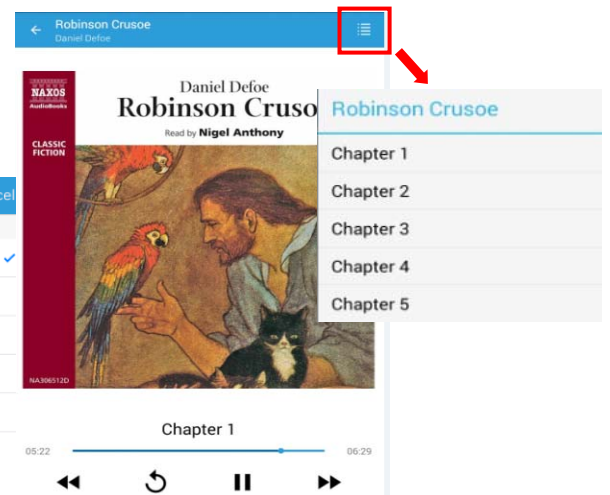 Robinson Crusoe
Daniel Defoe
NAXOS
AudioBooks
CLASSIC
FICTION
Daniel Defoe
Robinson Cruso
Read by Nigel Anthony
NA306512D
Robinson Crusoe
Chapter 1
Chapter 2
Chapter 3
Chapter 4
Chapter 5
cel
Chapter 1
05:22
06:29